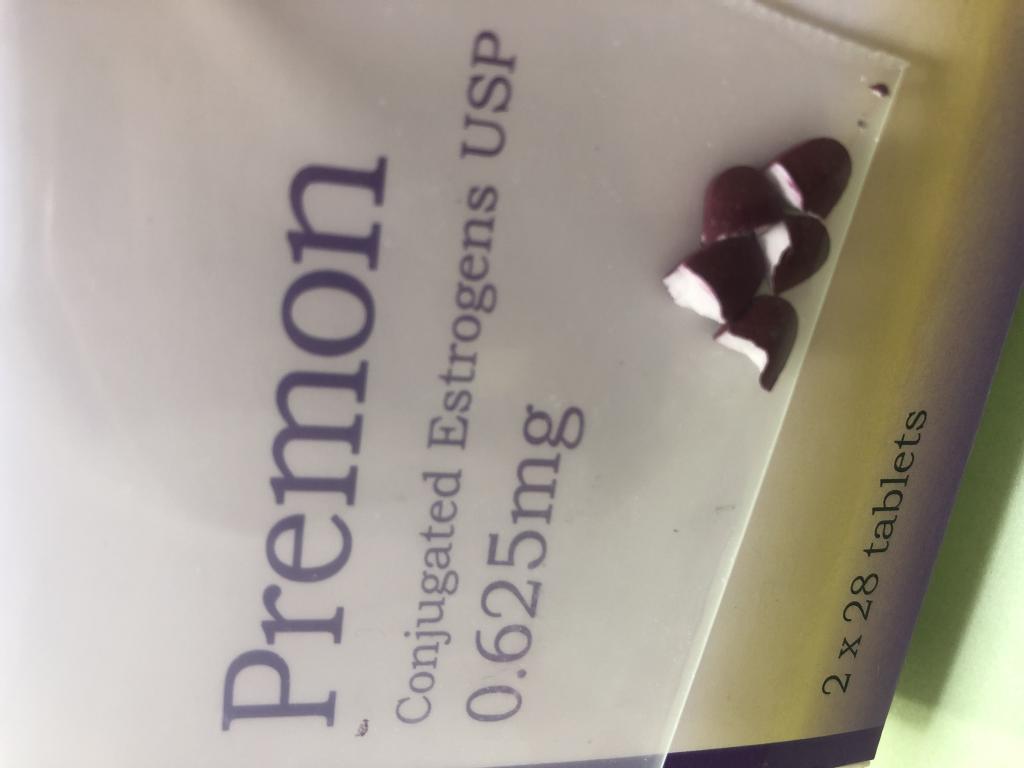 Premon
Conjugated Estrogens USP
0.625mg
2 x 28 tablets